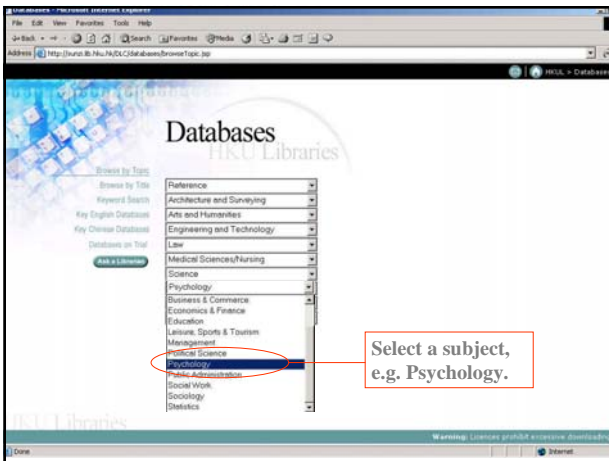 Databases - Microsoft Internet Explorer
File Edit View Favorites Tools Help
Back Search Favorites Media
Address http://sunzi.lib.hku.hk/DLC/databases/browseTopic.jsp
HKUL > Databases
Databases
HKU Libraries
Browse by Topic
Browse by Title
Keyword Search
Key English Databases
Key Chinese Databases
Databases on Trial
Ask a Librarian
Reference
Architecture and Surveying
Arts and Humanities
Engineering and Technology
Law
Medical Sciences/Nursing
Science
Psychology
Business & Commerce
Economics & Finance
Education
Leisure, Sports & Tourism
Management
Political Science
Psychology
Public Administration
Social Work
Sociology
Statistics
Select a subject,
e.g. Psychology.
HKU Libraries
Warning: Licences prohibit excessive downloading
Done Internet